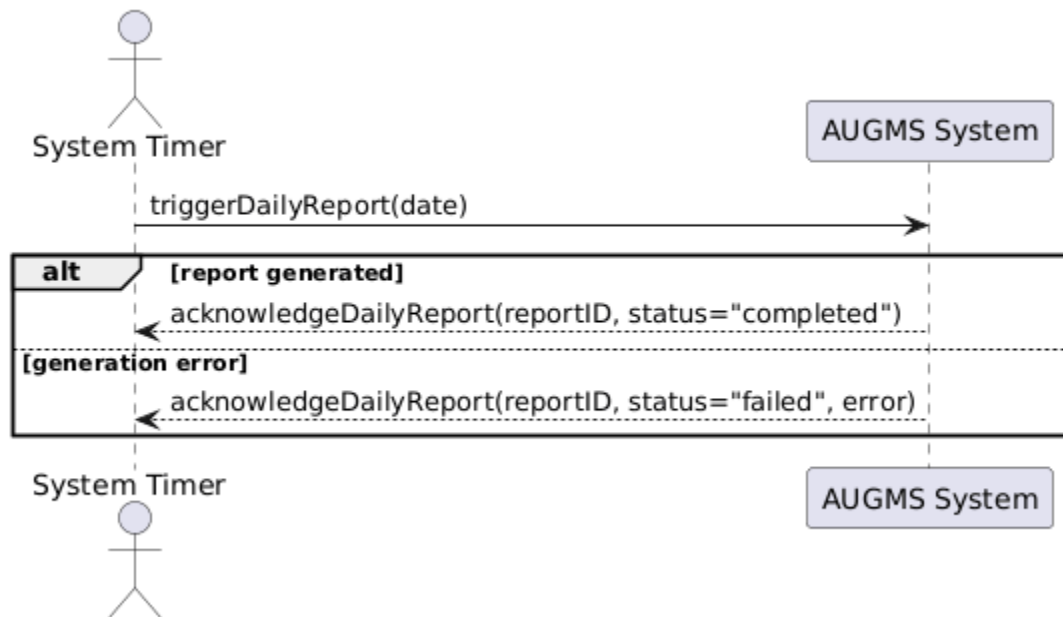 System Timer
AUGMS System
triggerDailyReport(date)
alt [report generated]
acknowledgeDailyReport(reportID, status="completed")
[generation error]
acknowledgeDailyReport(reportID, status="failed", error)
System Timer
AUGMS System